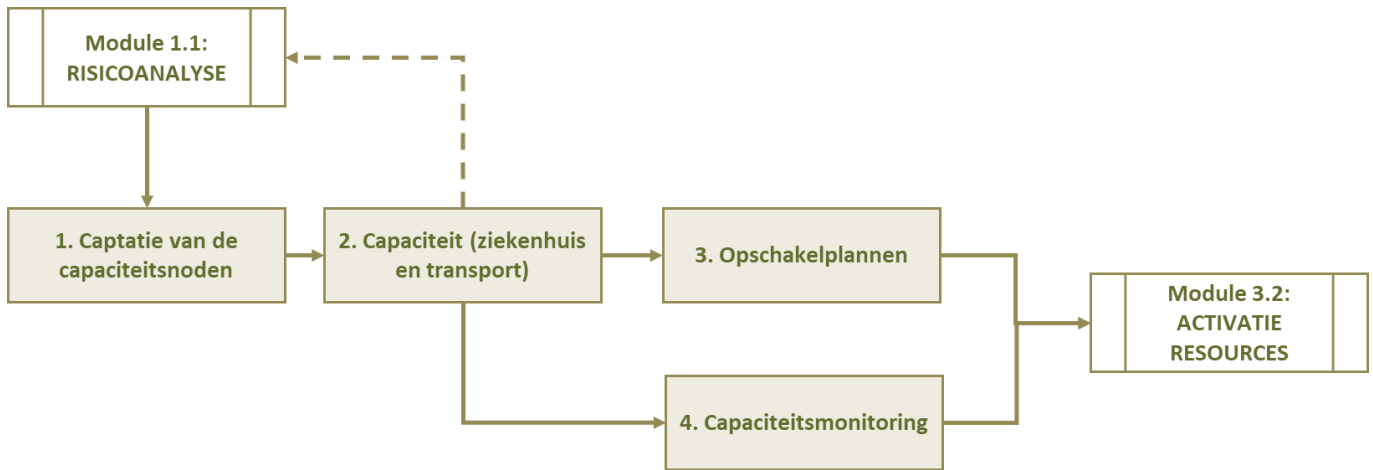 Module 1.1:
RISICOANALYSE
1. Captatie van de
capaciteitsnoden
2. Capaciteit (ziekenhuis
en transport)
3. Opschakelplannen
Module 3.2:
ACTIVATIE
RESOURCES
4. Capaciteitsmonitoring